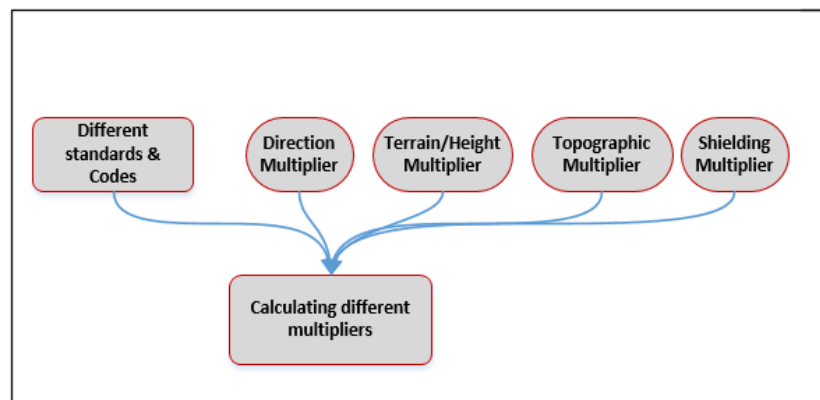 Different
standards &
Codes
Direction
Multiplier
Terrain/Height
Multiplier
Topographic
Multiplier
Shielding
Multiplier
Calculating different
multipliers